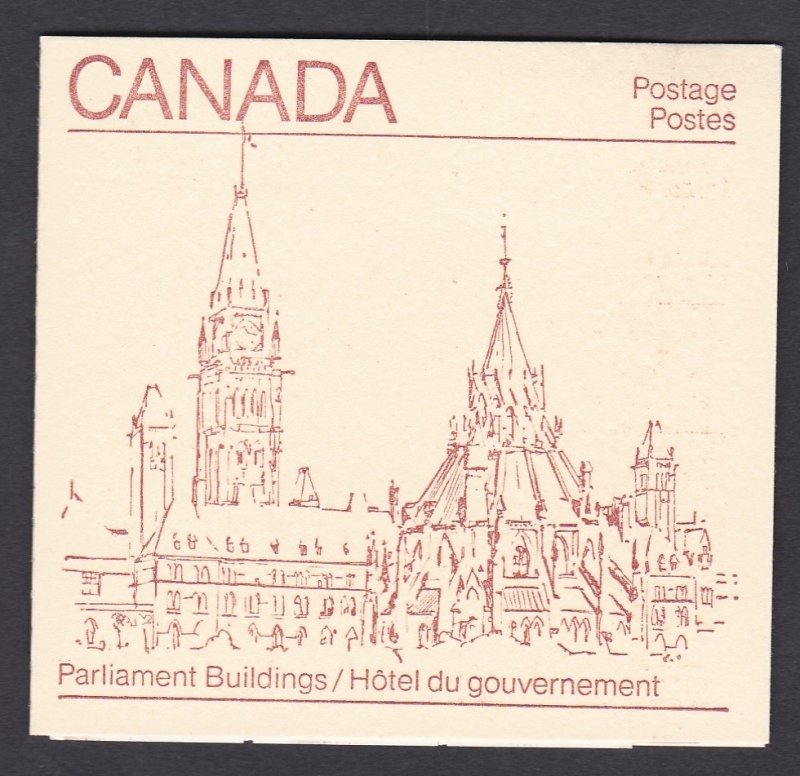 CANADA
Postage
Postes
Parliament Buildings / Hôtel du gouvernement